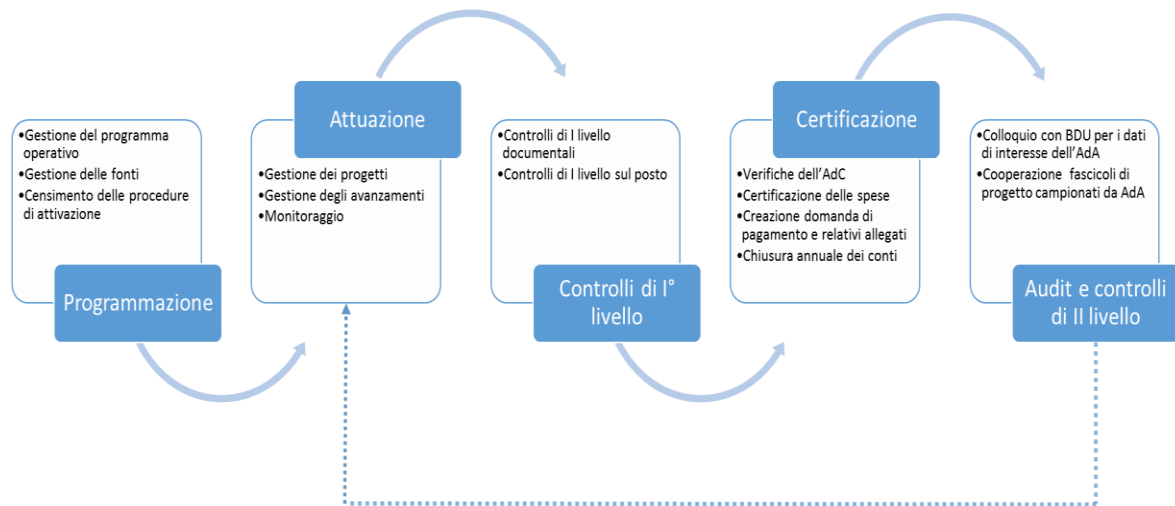 •Gestione del programma
operativo
•Gestione delle fonti
•Censimento delle procedure
di attivazione
Programmazione
Attuazione
•Gestione dei progetti
•Gestione degli avanzamenti
•Monitoraggio
•Controlli di I livello
documentali
•Controlli di I livello sul posto
Controlli di I°
livello
Certificazione
•Verifiche dell'AdC
•Certificazione delle spese
•Creazione domanda di
pagamento e relativi allegati
•Chiusura annuale dei conti
•Colloquio con BDU per i dati
di interesse dell'AdA
•Cooperazione fascicoli di
progetto campionati da AdA
Audit e controlli
di II livello